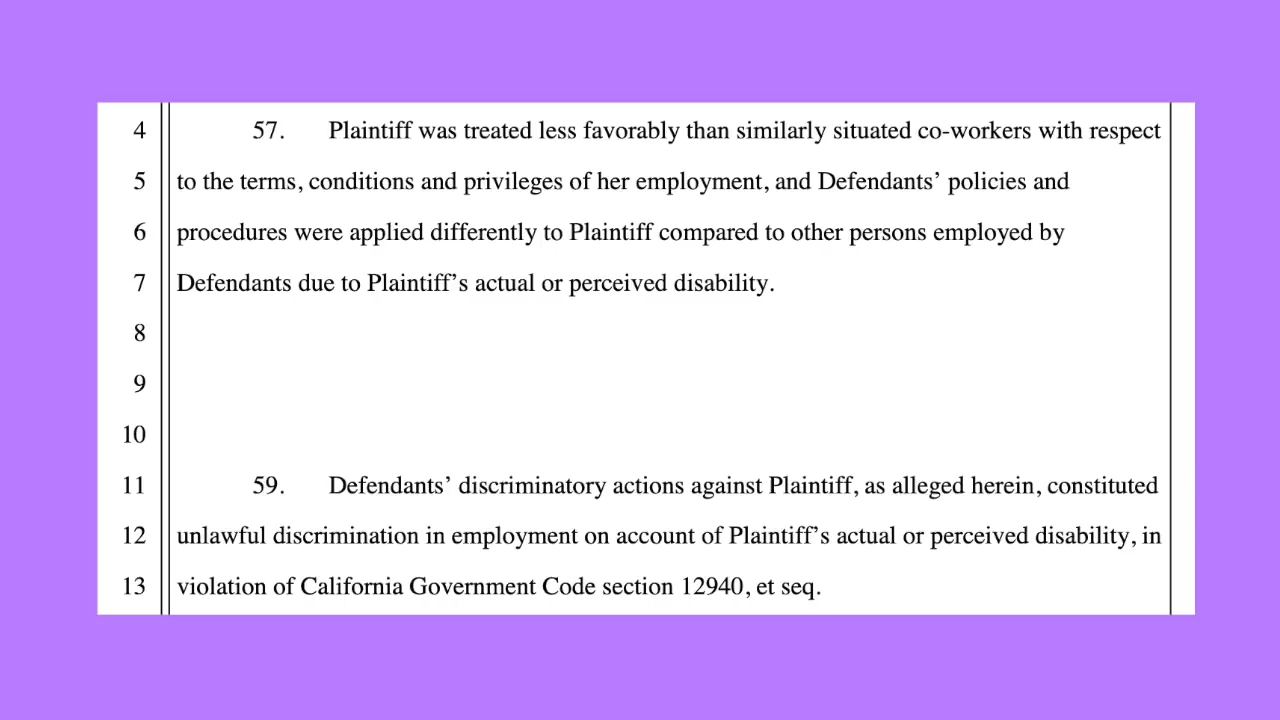 4 57. Plaintiff was treated less favorably than similarly situated co-workers with respect
5 to the terms, conditions and privileges of her employment, and Defendants’ policies and
6 procedures were applied differently to Plaintiff compared to other persons employed by
7 Defendants due to Plaintiff’s actual or perceived disability.
8
9
10
11 59. Defendants’ discriminatory actions against Plaintiff, as alleged herein, constituted
12 unlawful discrimination in employment on account of Plaintiff’s actual or perceived disability, in
13 violation of California Government Code section 12940, et seq.